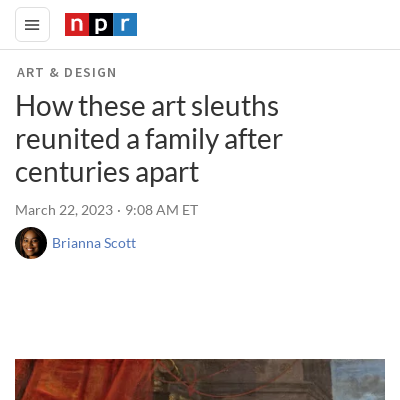 npr
ART & DESIGN
How these art sleuths
reunited a family after
centuries apart
March 22, 2023 · 9:08 AM ET
Brianna Scott